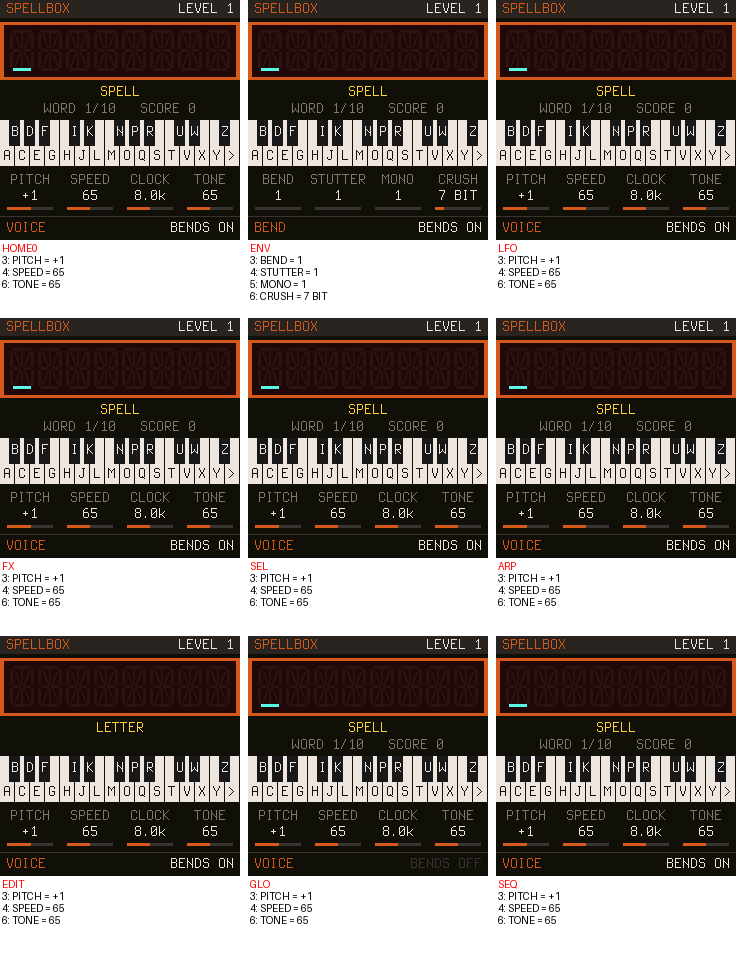 SPELLBOX LEVEL 1
SPELL
WORD 1/10 SCORE 0
B D F I K N P R U W Z
A C E G H J L M O Q S T V X Y >
PITCH SPEED CLOCK TONE
+1 65 8.0k 65
VOICE BENDS ON
HOME0
3: PITCH = +1
4: SPEED = 65
6: TONE = 65
SPELLBOX LEVEL 1
SPELL
WORD 1/10 SCORE 0
B D F I K N P R U W Z
A C E G H J L M O Q S T V X Y >
BEND STUTTER MONO CRUSH
1 1 1 7 BIT
BEND BENDS ON
ENV
3: BEND = 1
4: STUTTER = 1
5: MONO = 1
6: CRUSH = 7 BIT
SPELLBOX LEVEL 1
SPELL
WORD 1/10 SCORE 0
B D F I K N P R U W Z
A C E G H J L M O Q S T V X Y >
PITCH SPEED CLOCK TONE
+1 65 8.0k 65
VOICE BENDS ON
LFO
3: PITCH = +1
4: SPEED = 65
6: TONE = 65
SPELLBOX LEVEL 1
SPELL
WORD 1/10 SCORE 0
B D F I K N P R U W Z
A C E G H J L M O Q S T V X Y >
PITCH SPEED CLOCK TONE
+1 65 8.0k 65
VOICE BENDS ON
FX
3: PITCH = +1
4: SPEED = 65
6: TONE = 65
SPELLBOX LEVEL 1
SPELL
WORD 1/10 SCORE 0
B D F I K N P R U W Z
A C E G H J L M O Q S T V X Y >
PITCH SPEED CLOCK TONE
+1 65 8.0k 65
VOICE BENDS ON
SEL
3: PITCH = +1
4: SPEED = 65
6: TONE = 65
SPELLBOX LEVEL 1
SPELL
WORD 1/10 SCORE 0
B D F I K N P R U W Z
A C E G H J L M O Q S T V X Y >
PITCH SPEED CLOCK TONE
+1 65 8.0k 65
VOICE BENDS ON
ARP
3: PITCH = +1
4: SPEED = 65
6: TONE = 65
SPELLBOX LEVEL 1
LETTER
B D F I K N P R U W Z
A C E G H J L M O Q S T V X Y >
PITCH SPEED CLOCK TONE
+1 65 8.0k 65
VOICE BENDS ON
EDIT
3: PITCH = +1
4: SPEED = 65
6: TONE = 65
SPELLBOX LEVEL 1
SPELL
WORD 1/10 SCORE 0
B D F I K N P R U W Z
A C E G H J L M O Q S T V X Y >
PITCH SPEED CLOCK TONE
+1 65 8.0k 65
VOICE BENDS OFF
GLO
3: PITCH = +1
4: SPEED = 65
6: TONE = 65
SPELLBOX LEVEL 1
SPELL
WORD 1/10 SCORE 0
B D F I K N P R U W Z
A C E G H J L M O Q S T V X Y >
PITCH SPEED CLOCK TONE
+1 65 8.0k 65
VOICE BENDS ON
SEQ
3: PITCH = +1
4: SPEED = 65
6: TONE = 65